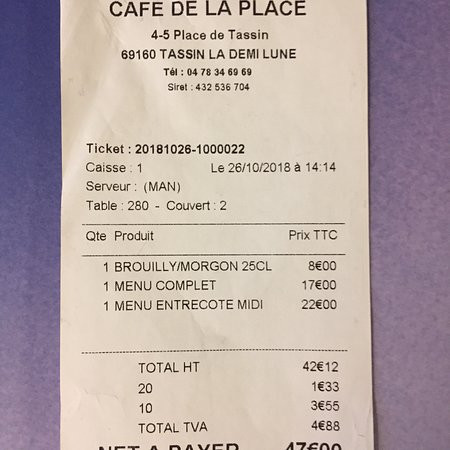 CAFE DE LA PLACE
4-5 Place de Tassin
69160 TASSIN LA DEMI LUNE
Tél : 04 78 34 69 69
Siret : 432 536 704
Ticket : 20181026-1000022
Caisse : 1 Le 26/10/2018 à 14:14
Serveur : (MAN)
Table : 280 - Couvert : 2
Qte Produit Prix TTC
1 BROUILLY/MORGON 25CL 8€00
1 MENU COMPLET 17€00
1 MENU ENTRECOTE MIDI 22€00
TOTAL HT 42€12
20 1€33
10 3€55
TOTAL TVA 4€88
NET A PAYER 47€00